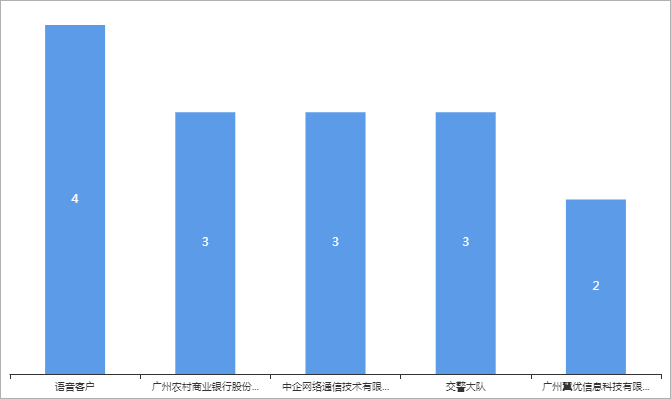 4
3
3
3
2
语音客户
广州农村商业银行股份...
中企网络通信技术有限...
交警大队
广州翼优信息科技有限...